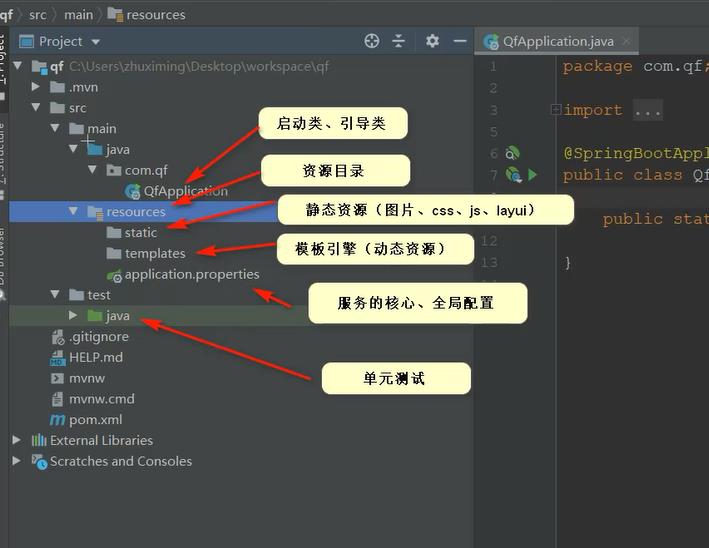 qf src main resources
Project
QfApplication.java
qf C:\Users\zhuximing\Desktop\workspace\qf
1 package com.qf;
.mvn
2
src
启动类、引导类
3 import ...
main
java
5
资源目录
6 @SpringBootAppl
com.qf
7 public class Qf
QfApplication
静态资源（图片、css、js、layui）
resources
public stat
static
模板引擎（动态资源）
12
templates
13 }
application.properties
服务的核心、全局配置
test
java
.gitignore
HELP.md
单元测试
mvnw
mvnw.cmd
pom.xml
External Libraries
Scratches and Consoles